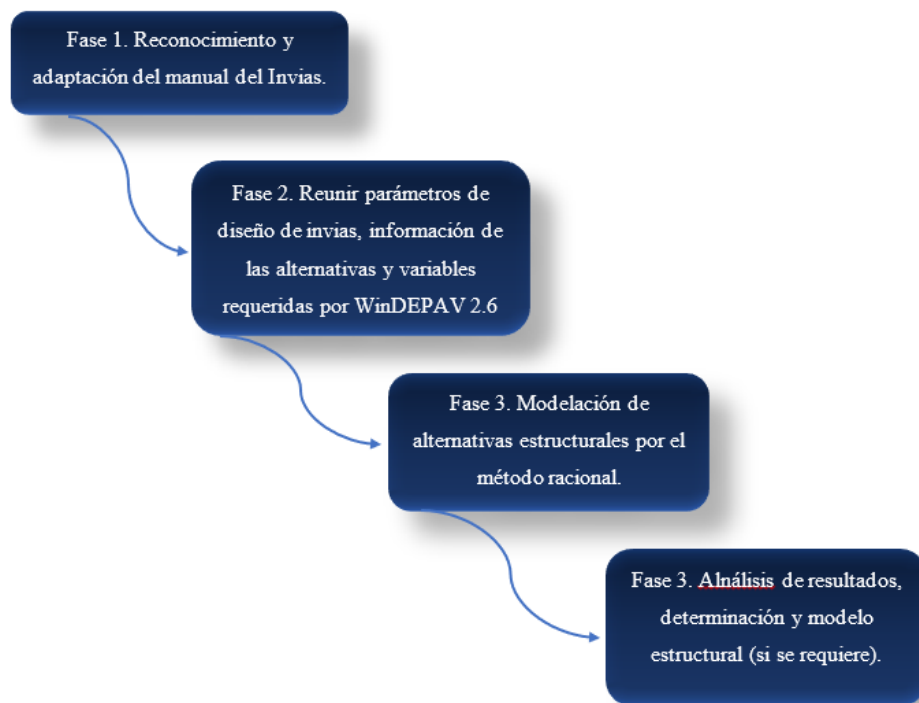 Fase 1. Reconocimiento y
adaptación del manual del Invias.
Fase 2. Reunir parámetros de
diseño de invias, información de
las alternativas y variables
requeridas por WinDEPAV 2.6
Fase 3. Modelación de
alternativas estructurales por el
método racional.
Fase 3. Alnálisis de resultados,
determinación y modelo
estructural (si se requiere).